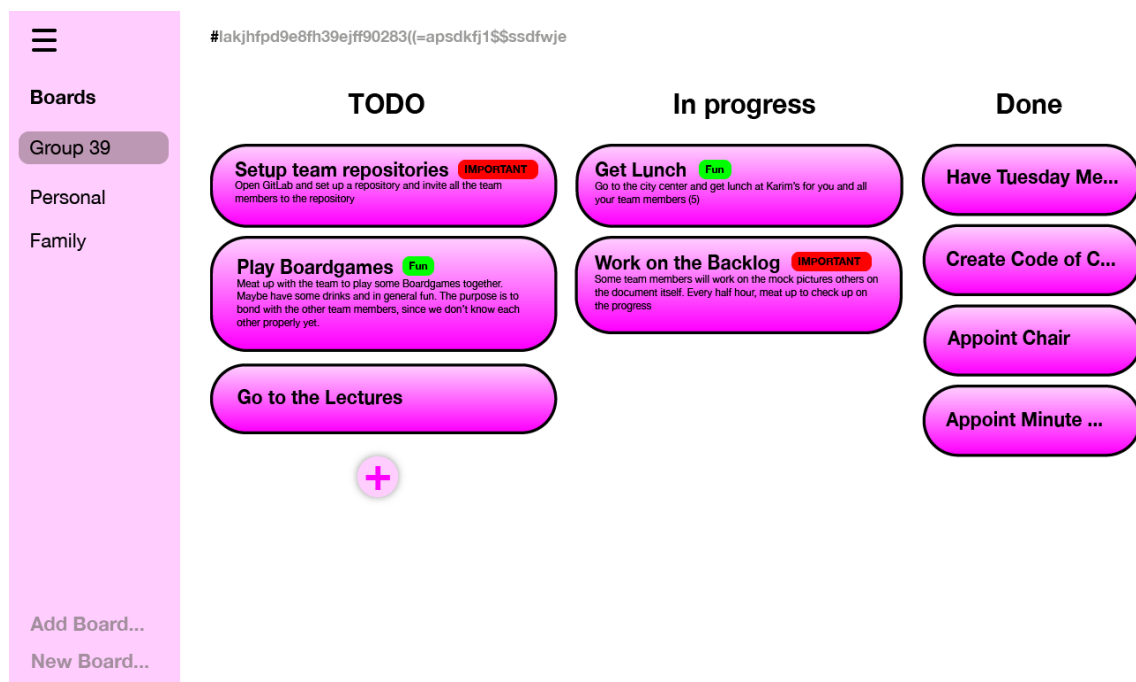 #lakjhfpd9e8fh39ejff90283((=apsdkfj1$$ssdfwje
Boards
Group 39
Personal
Family
Add Board...
New Board...
TODO
Setup team repositories IMPORTANT
Open GitLab and set up a repository and invite all the team
members to the repository
Play Boardgames Fun
Meat up with the team to play some Boardgames together.
Maybe have some drinks and in general fun. The purpose is to
bond with the other team members, since we don't know each
other properly yet.
Go to the Lectures
+
In progress
Get Lunch Fun
Go to the city center and get lunch at Karim's for you and all
your team members (5)
Work on the Backlog IMPORTANT
Some team members will work on the mock pictures others on
the document itself. Every half hour, meat up to check up on
the progress
Done
Have Tuesday Me...
Create Code of C...
Appoint Chair
Appoint Minute ...